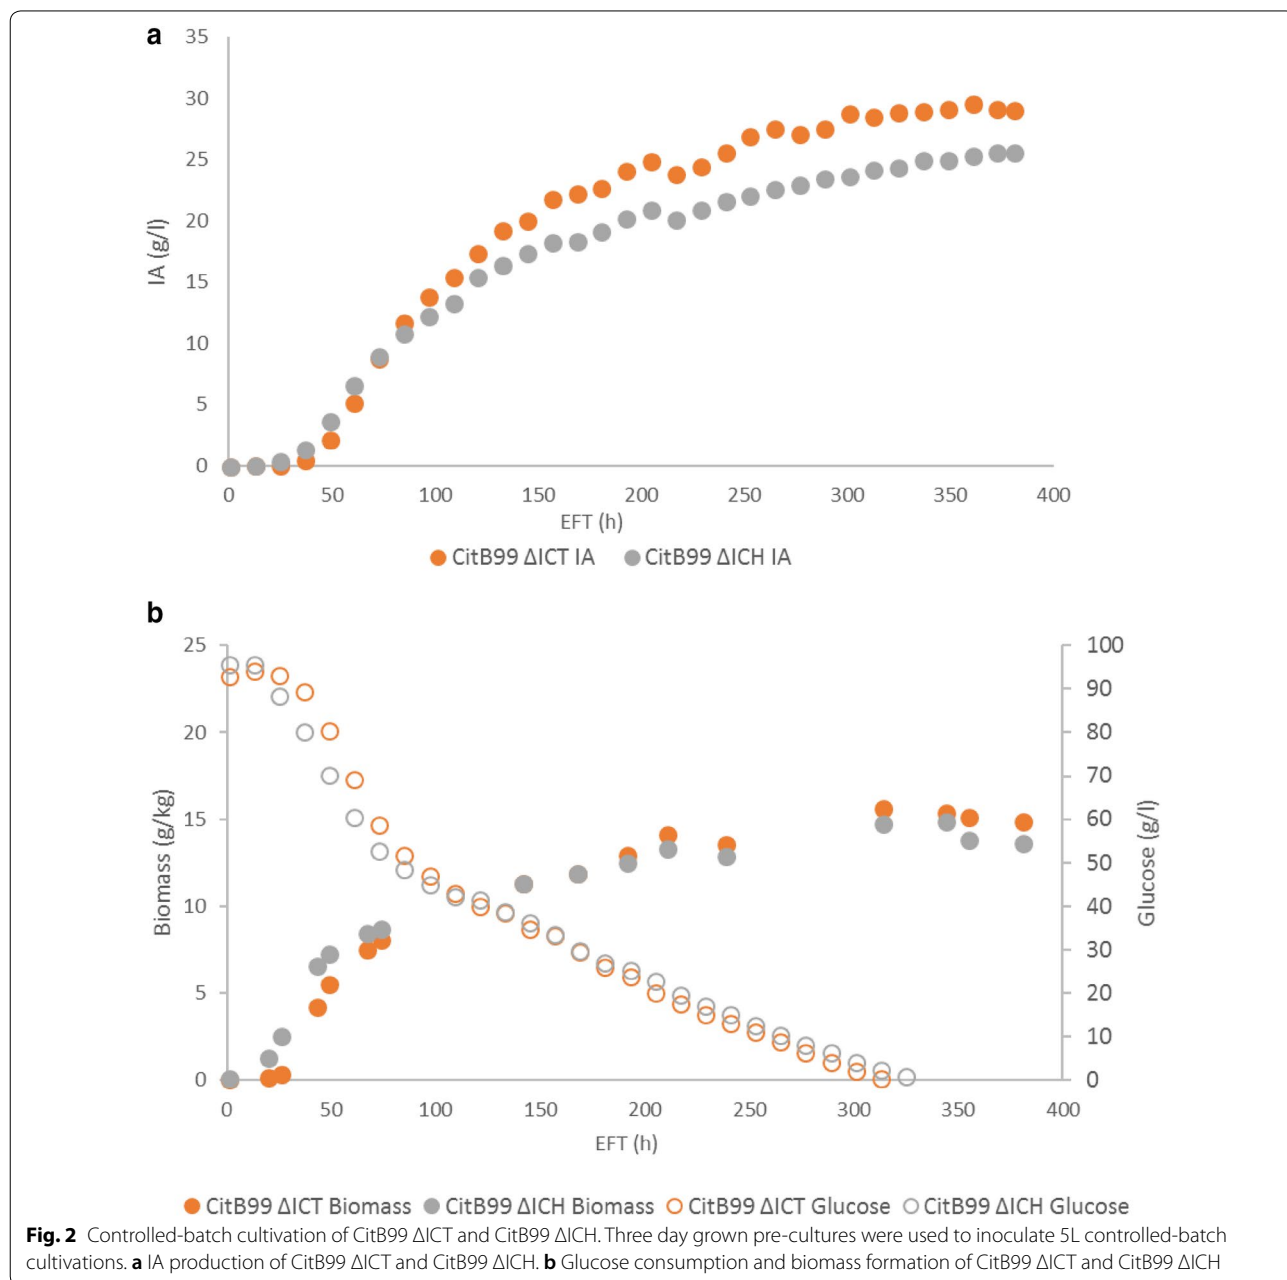 a
35
30
25
20
15
10
5
0
IA (g/l)
0 50 100 150 200 250 300 350 400
EFT (h)
CitB99 ΔICT IA CitB99 ΔICH IA
b
25 100
90
20 80
70
15 60
50
10 40
30
5 20
10
0 0
Biomass (g/kg)
Glucose (g/l)
0 50 100 150 200 250 300 350 400
EFT (h)
CitB99 ΔICT Biomass CitB99 ΔICH Biomass CitB99 ΔICT Glucose CitB99 ΔICH Glucose
Fig. 2 Controlled-batch cultivation of CitB99 ΔICT and CitB99 ΔICH. Three day grown pre-cultures were used to inoculate 5L controlled-batch
cultivations. a IA production of CitB99 ΔICT and CitB99 ΔICH. b Glucose consumption and biomass formation of CitB99 ΔICT and CitB99 ΔICH